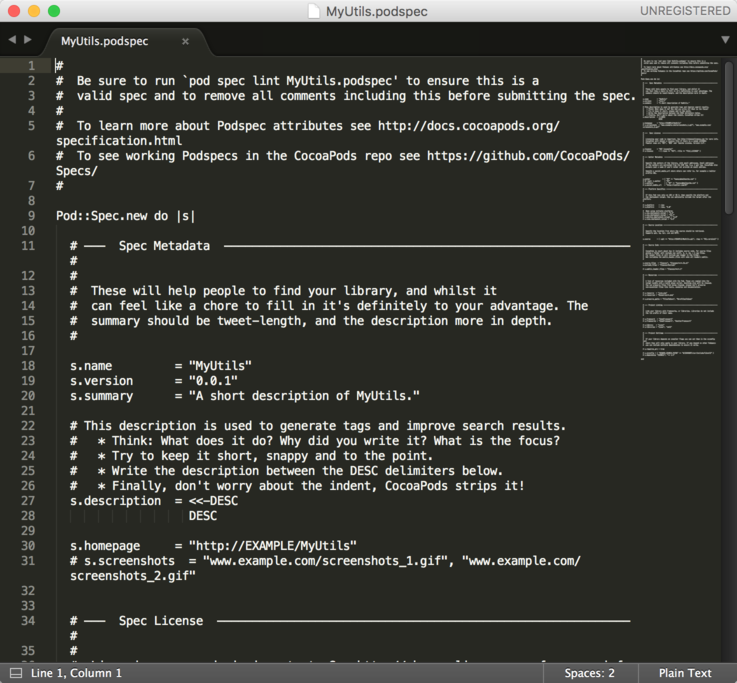 MyUtils.podspec
UNREGISTERED
MyUtils.podspec ×
1 #
2 #  Be sure to run `pod spec lint MyUtils.podspec' to ensure this is a
3 #  valid spec and to remove all comments including this before submitting the spec.
4 #
5 #  To learn more about Podspec attributes see http://docs.cocoapods.org/
specification.html
6 #  To see working Podspecs in the CocoaPods repo see https://github.com/CocoaPods/
Specs/
7 #
8
9 Pod::Spec.new do |s|
10
11   # ―――  Spec Metadata  ――――――――――――――――――――――――――――――――――――――――――――――――――――――――――
  #
12   #
13   #  These will help people to find your library, and whilst it
14   #  can feel like a chore to fill in it's definitely to your advantage. The
15   #  summary should be tweet-length, and the description more in depth.
16   #
17
18   s.name         = "MyUtils"
19   s.version      = "0.0.1"
20   s.summary      = "A short description of MyUtils."
21
22   # This description is used to generate tags and improve search results.
23   #   * Think: What does it do? Why did you write it? What is the focus?
24   #   * Try to keep it short, snappy and to the point.
25   #   * Write the description between the DESC delimiters below.
26   #   * Finally, don't worry about the indent, CocoaPods strips it!
27   s.description  = <<-DESC
28                    DESC
29
30   s.homepage     = "http://EXAMPLE/MyUtils"
31   # s.screenshots  = "www.example.com/screenshots_1.gif", "www.example.com/
screenshots_2.gif"
32
33
34   # ―――  Spec License  ―――――――――――――――――――――――――――――――――――――――――――――――――――――――――――
  #
35   #
Line 1, Column 1
Spaces: 2
Plain Text